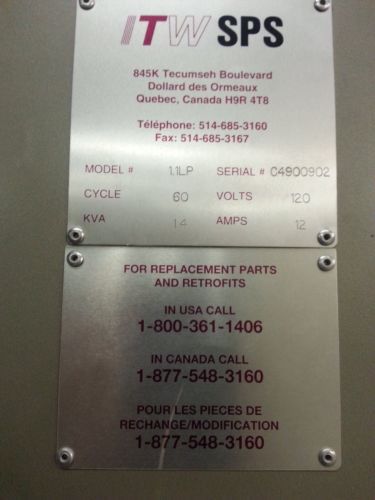 ITW SPS
845K Tecumseh Boulevard
Dollard des Ormeaux
Quebec, Canada H9R 4T8
Téléphone: 514-685-3160
Fax: 514-685-3167
MODEL # 1.1LP SERIAL # C4900902
CYCLE 60 VOLTS 120
KVA 1.4 AMPS 12
FOR REPLACEMENT PARTS
AND RETROFITS
IN USA CALL
1-800-361-1406
IN CANADA CALL
1-877-548-3160
POUR LES PIECES DE
RECHANGE/MODIFICATION
1-877-548-3160